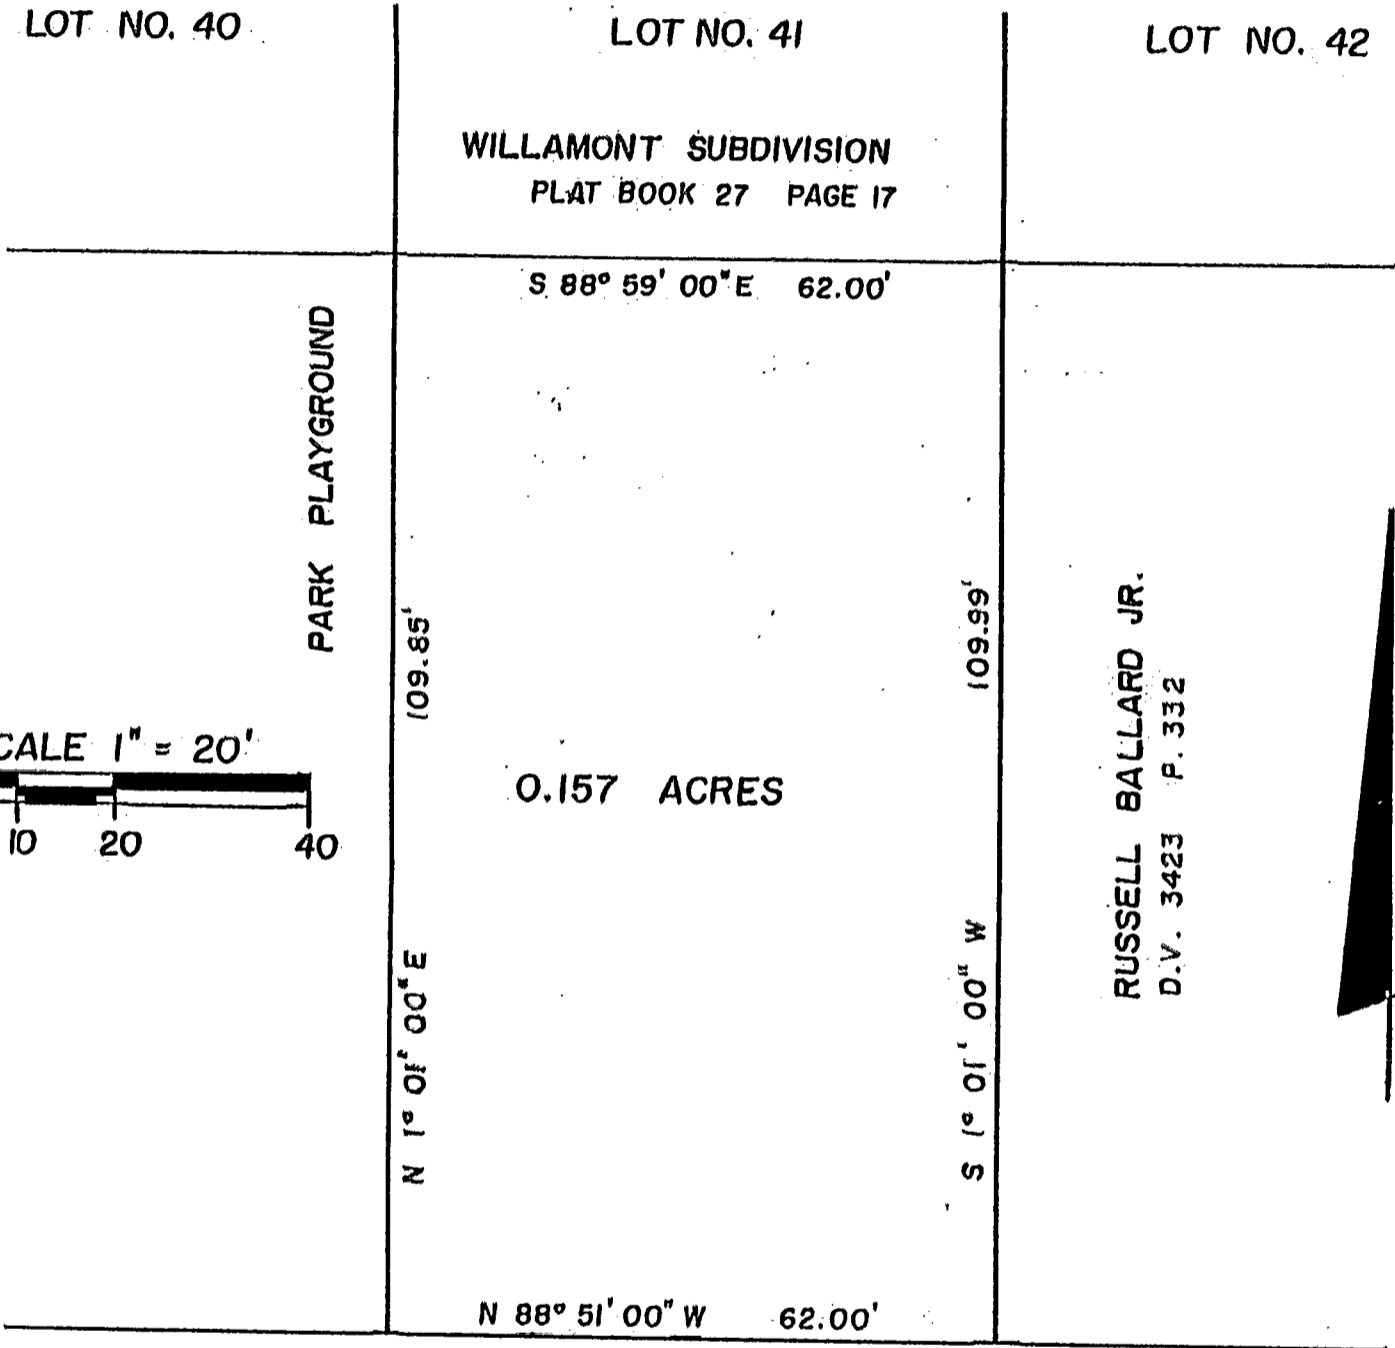 LOT NO. 40
LOT NO. 41
LOT NO. 42
WILLAMONT SUBDIVISION
PLAT BOOK 27 PAGE 17
S 88° 59' 00" E 62.00'
PARK PLAYGROUND
109.85'
N 1° 01' 00" E
109.99'
S 1° 01' 00" W
RUSSELL BALLARD JR.
D.V. 3423 P. 332
CALE 1" = 20'
10 20 40
0.157 ACRES
N 88° 51' 00" W 62.00'